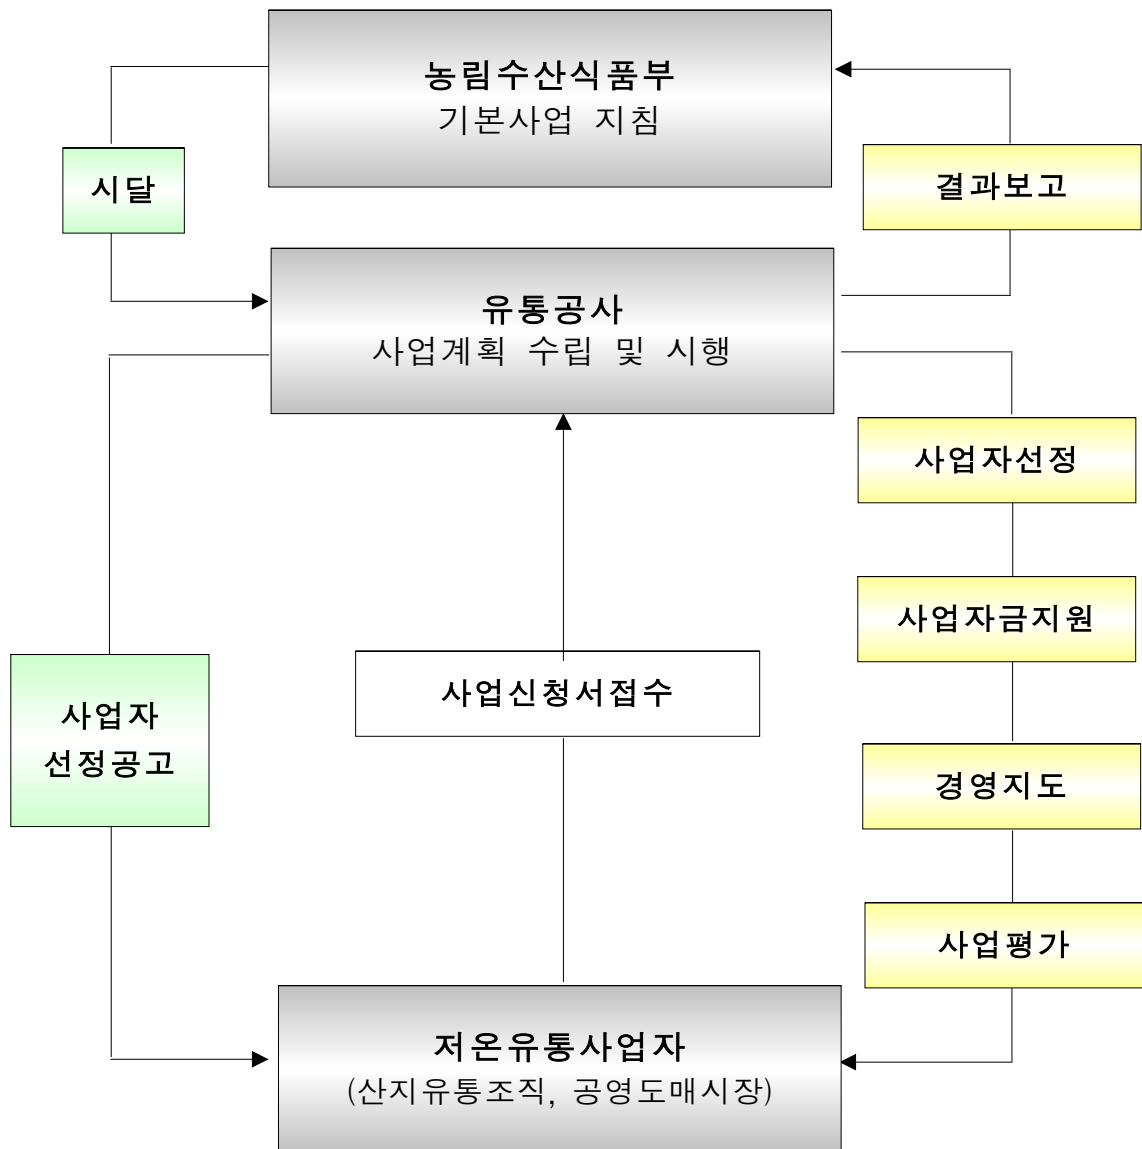 농림수산식품부
기본사업 지침
시달
결과보고
유통공사
사업계획 수립 및 시행
사업자선정
사업자금지원
사업신청서접수
사업자
선정공고
경영지도
사업평가
저온유통사업자
(산지유통조직, 공영도매시장)